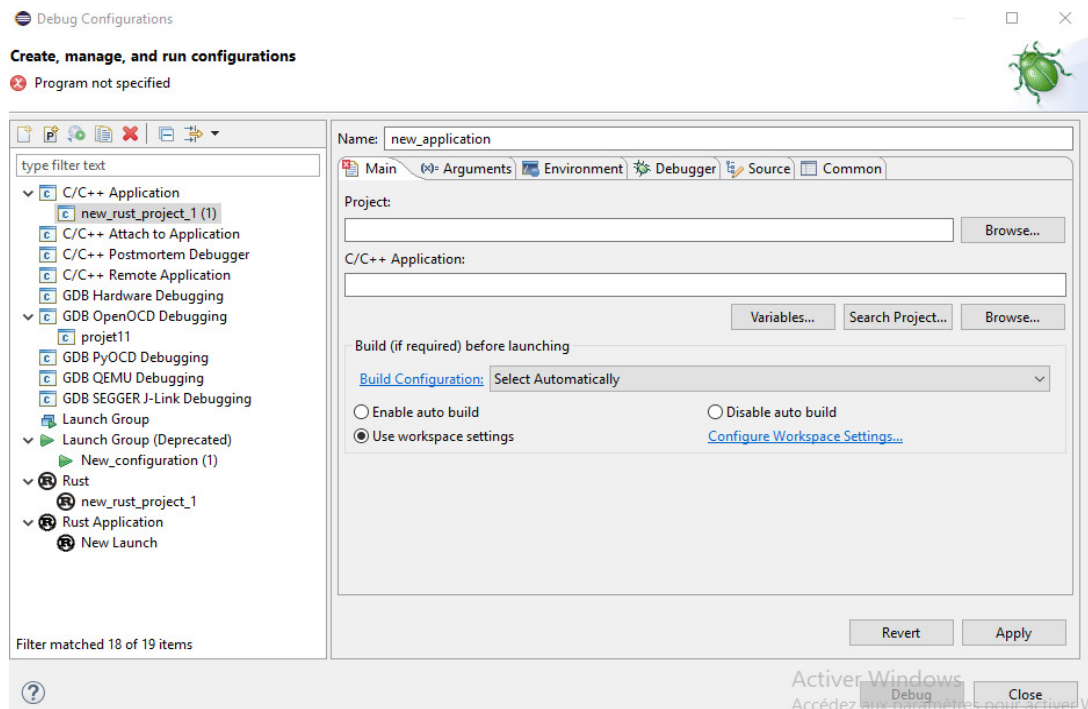 Debug Configurations
Create, manage, and run configurations
Program not specified
type filter text
C/C++ Application
new_rust_project_1 (1)
C/C++ Attach to Application
C/C++ Postmortem Debugger
C/C++ Remote Application
GDB Hardware Debugging
GDB OpenOCD Debugging
projet11
GDB PyOCD Debugging
GDB QEMU Debugging
GDB SEGGER J-Link Debugging
Launch Group
Launch Group (Deprecated)
New_configuration (1)
Rust
new_rust_project_1
Rust Application
New Launch
Filter matched 18 of 19 items
Name: new_application
Main (x)= Arguments Environment Debugger Source Common
Project:
Browse...
C/C++ Application:
Variables... Search Project... Browse...
Build (if required) before launching
Build Configuration: Select Automatically
Enable auto build Disable auto build
Use workspace settings Configure Workspace Settings...
Revert Apply
Activer Windows
Debug Close
Accédez aux paramètres pour activer